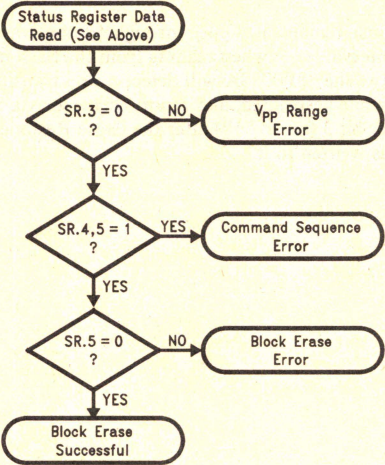 Status Register Data
Read (See Above)
SR.3 = 0
?
NO
VPP Range
Error
YES
SR.4,5 = 1
?
YES
Command Sequence
Error
YES
SR.5 = 0
?
NO
Block Erase
Error
YES
Block Erase
Successful